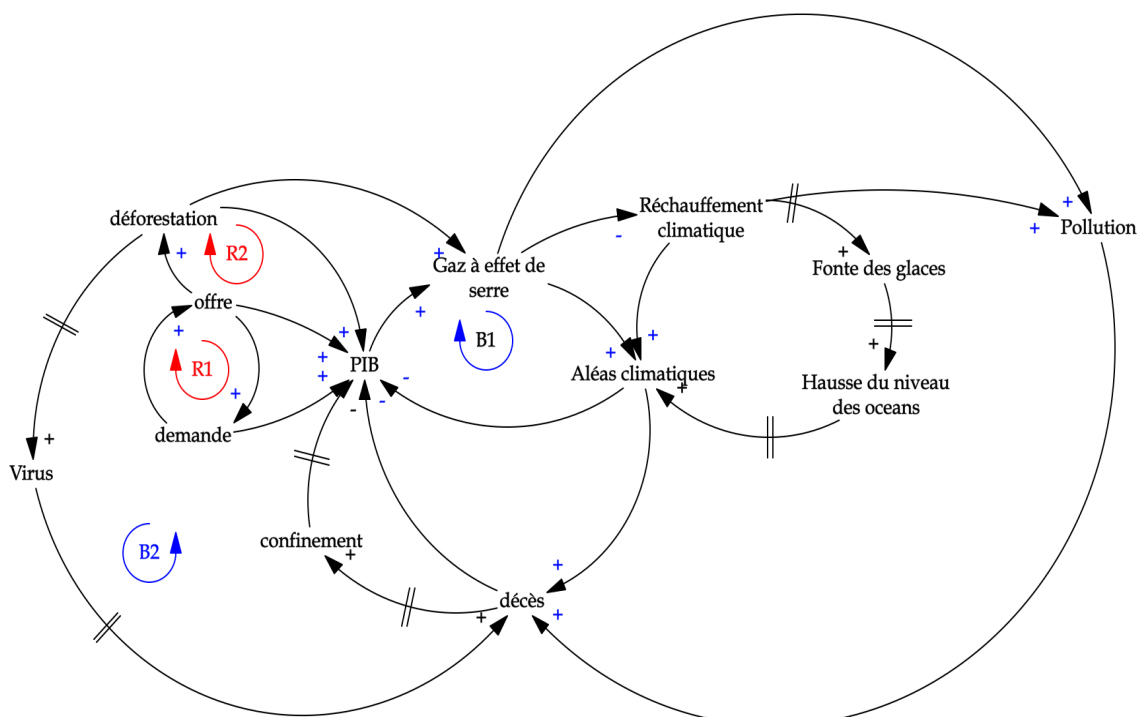 Réchauffement
climatique
déforestation
R2
Pollution
Gaz à effet de
serre
Fonte des glaces
offre
B1
PIB
R1
Aléas climatiques
Hausse du niveau
des oceans
demande
Virus
confinement
B2
décès
+
+
+
+
-
+
+
+
+
+
+
+
+
+
+
-
+
-
-
+
+
+
+
+
+